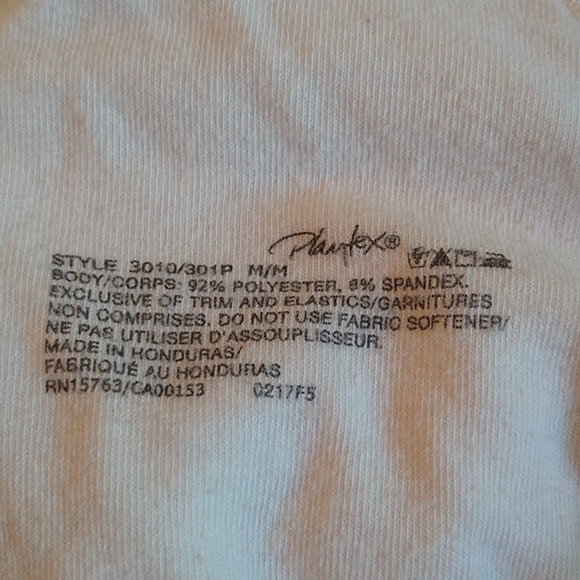 Playtex®
STYLE 3010/301P M/M
BODY/CORPS: 92% POLYESTER, 8% SPANDEX.
EXCLUSIVE OF TRIM AND ELASTICS/GARNITURES
NON COMPRISES. DO NOT USE FABRIC SOFTENER/
NE PAS UTILISER D'ASSOUPLISSEUR.
MADE IN HONDURAS/
FABRIQUÉ AU HONDURAS
RN15763/CA00153 0217F5